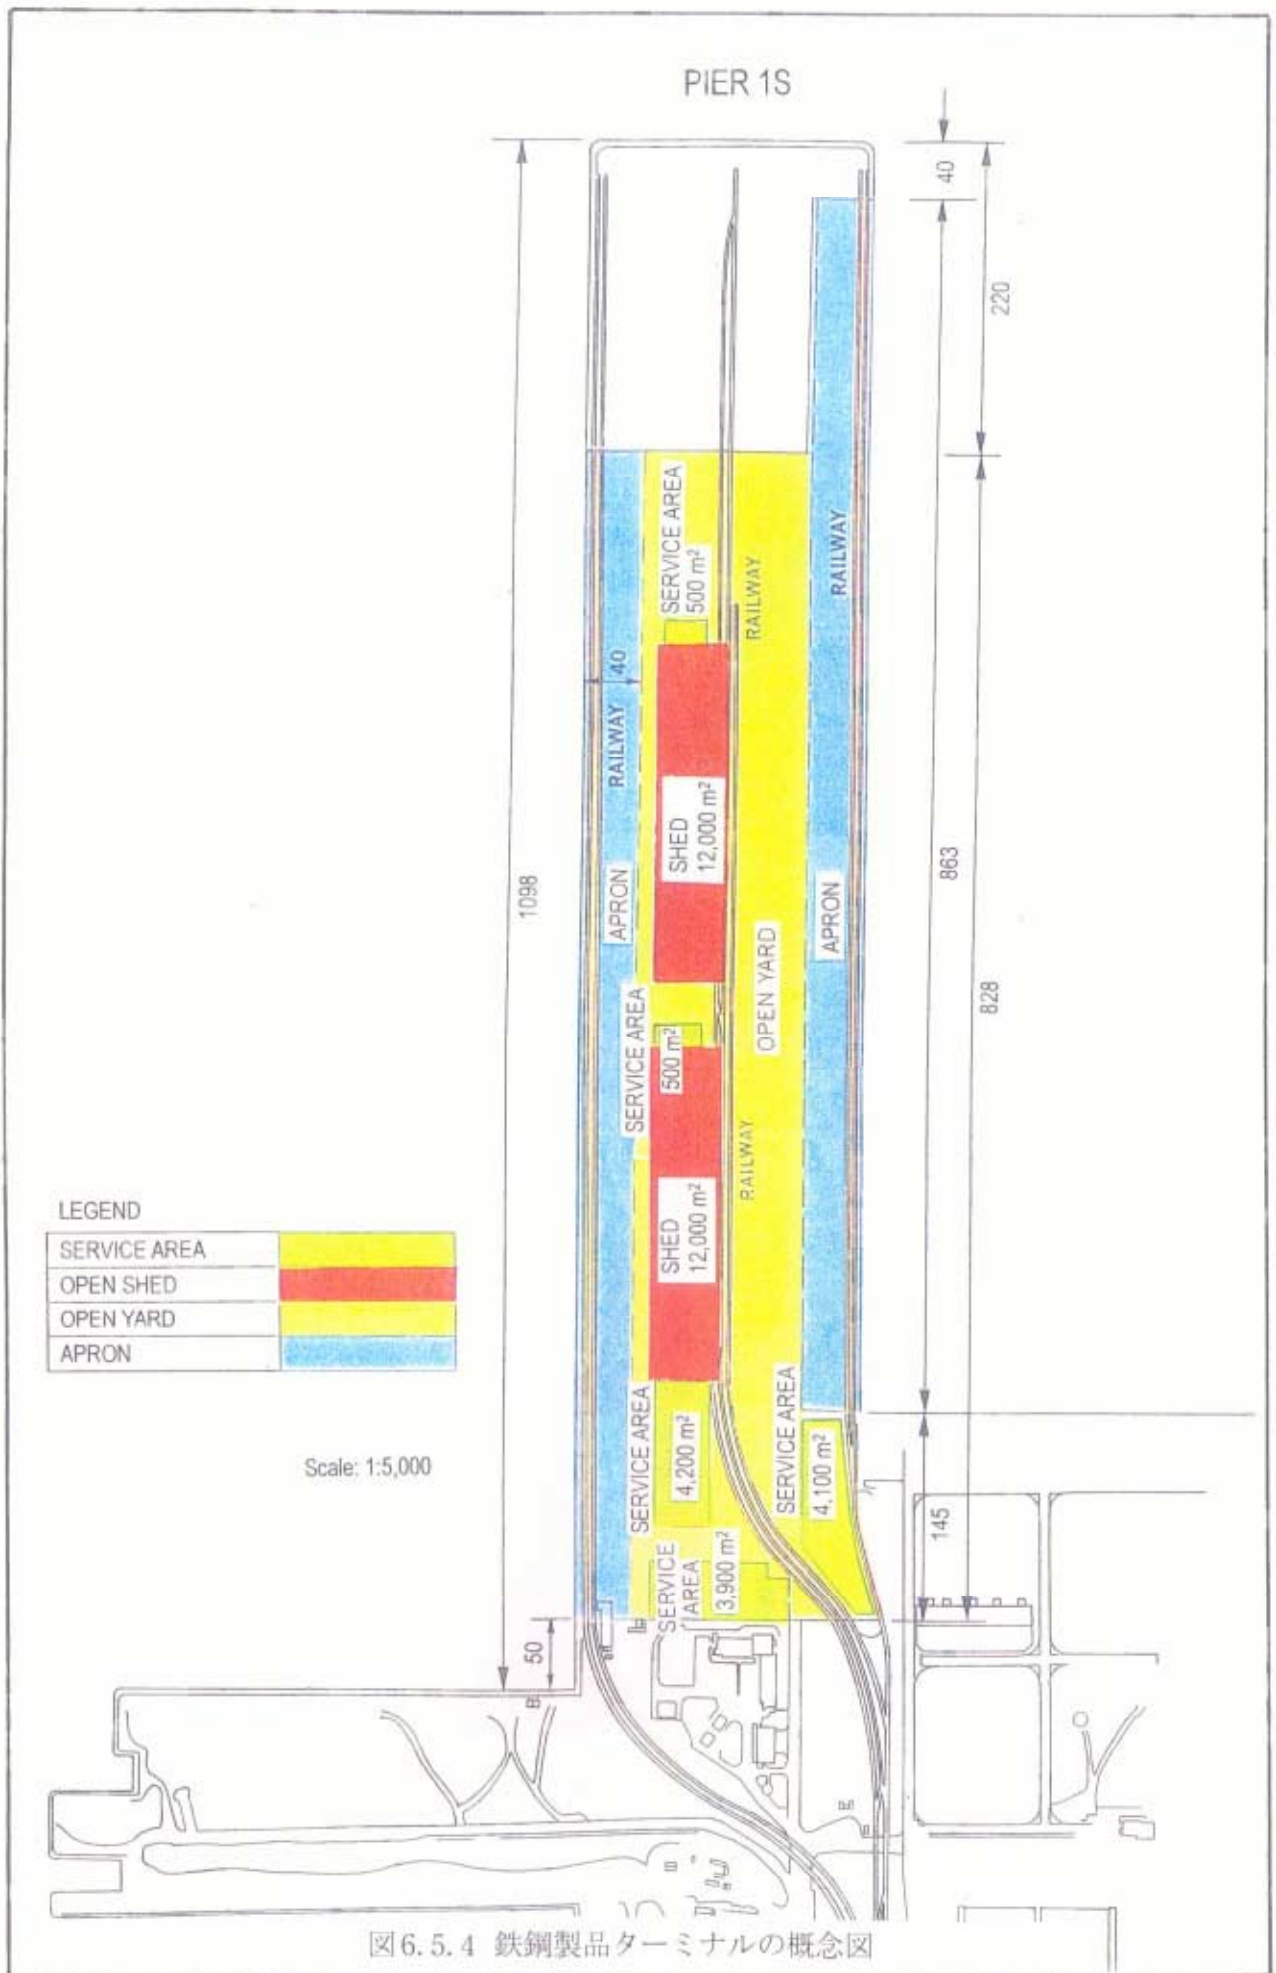 PIER 1S
40
220
SERVICE AREA
500 m²
RAILWAY
RAILWAY
40
RAILWAY
SHED
12,000 m²
1098
863
APRON
APRON
OPEN YARD
828
SERVICE AREA
500 m²
RAILWAY
SHED
12,000 m²
LEGEND
SERVICE AREA
OPEN SHED
OPEN YARD
APRON
Scale: 1:5,000
SERVICE AREA
4,200 m²
SERVICE AREA
4,100 m²
145
SERVICE
AREA
3,900 m²
50
図6.5.4 鉄鋼製品ターミナルの概念図